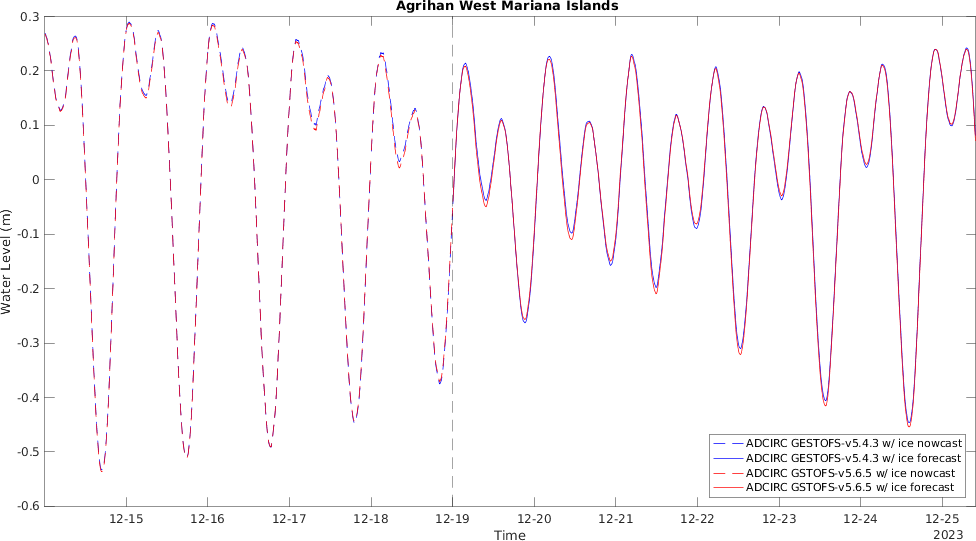 Agrihan West Mariana Islands
0.3
0.2
0.1
0
-0.1
-0.2
-0.3
-0.4
-0.5
-0.6
Water Level (m)
ADCIRC GESTOFS-v5.4.3 w/ ice nowcast
ADCIRC GESTOFS-v5.4.3 w/ ice forecast
ADCIRC GSTOFS-v5.6.5 w/ ice nowcast
ADCIRC GSTOFS-v5.6.5 w/ ice forecast
12-15 12-16 12-17 12-18 12-19 12-20 12-21 12-22 12-23 12-24 12-25
Time
2023